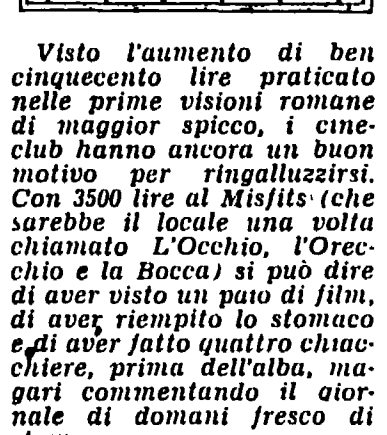 Visto l'aumento di ben
cinquecento lire praticato
nelle prime visioni romane
di maggior spicco, i cine-
club hanno ancora un buon
motivo per ringalluzzirsi.
Con 3500 lire al Misfits (che
sarebbe il locale una volta
chiamato L'Occhio, l'Orec-
chio e la Bocca) si può dire
di aver visto un paio di film,
di aver riempito lo stomaco
e di aver fatto quattro chiac-
chiere, prima dell'alba, ma-
gari commentando il gior-
nale di domani fresco di